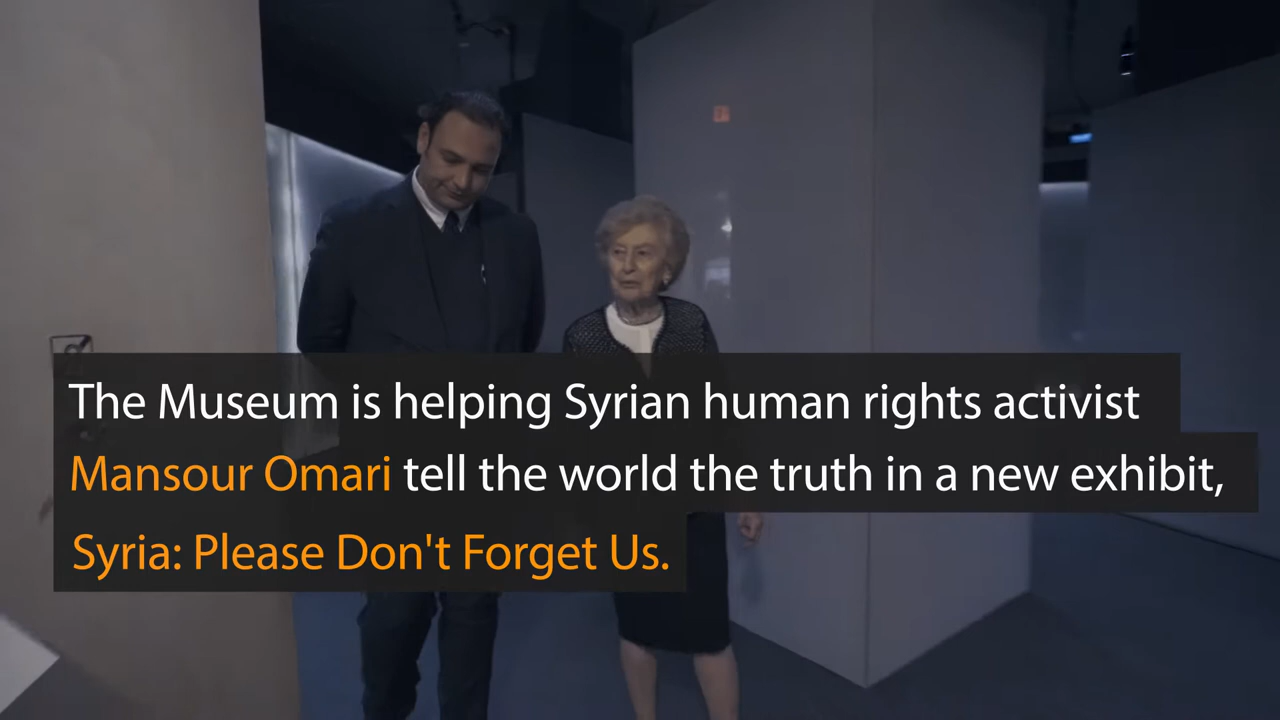 The Museum is helping Syrian human rights activist
Mansour Omari tell the world the truth in a new exhibit,
Syria: Please Don't Forget Us.